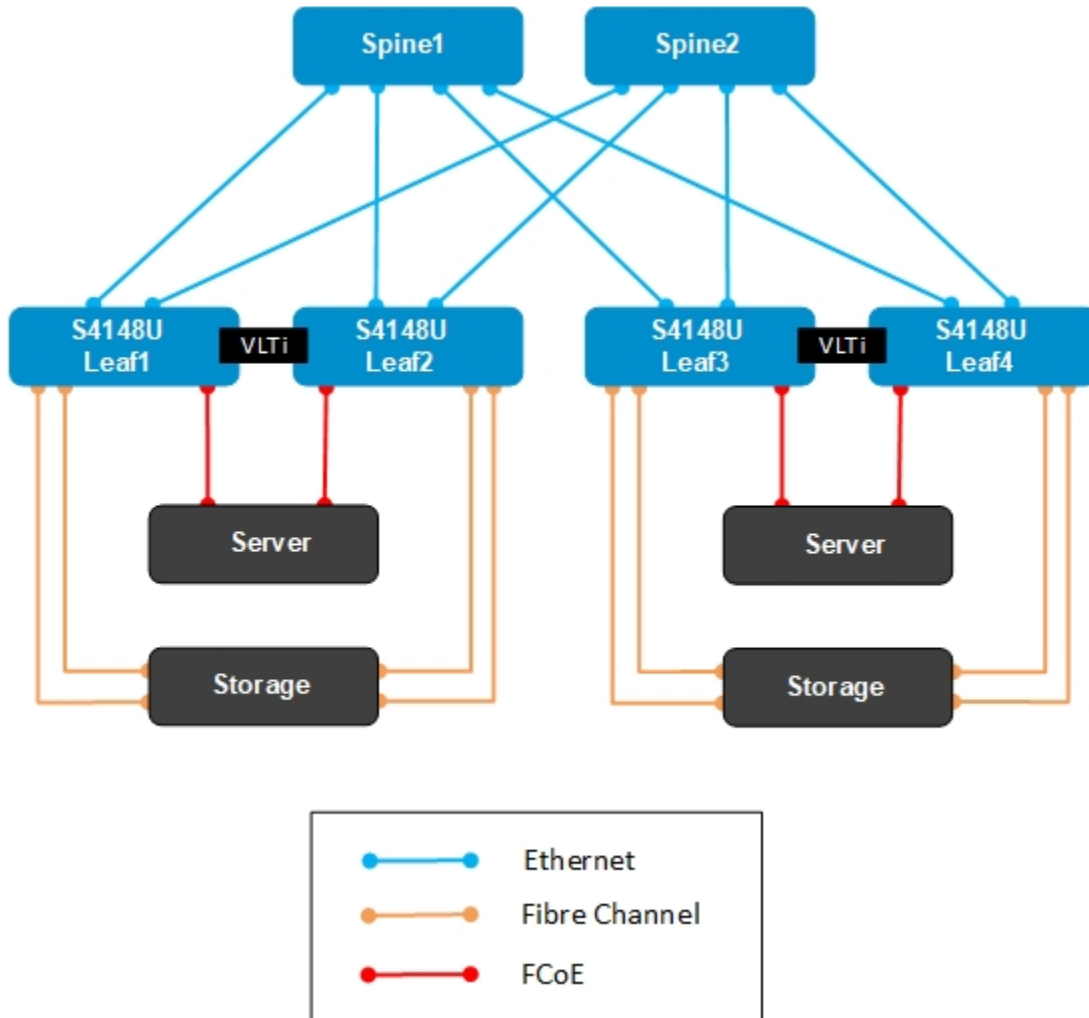 Spine1
Spine2
S4148U
Leaf1
VLTi
S4148U
Leaf2
S4148U
Leaf3
VLTi
S4148U
Leaf4
Server
Server
Storage
Storage
Ethernet
Fibre Channel
FCoE